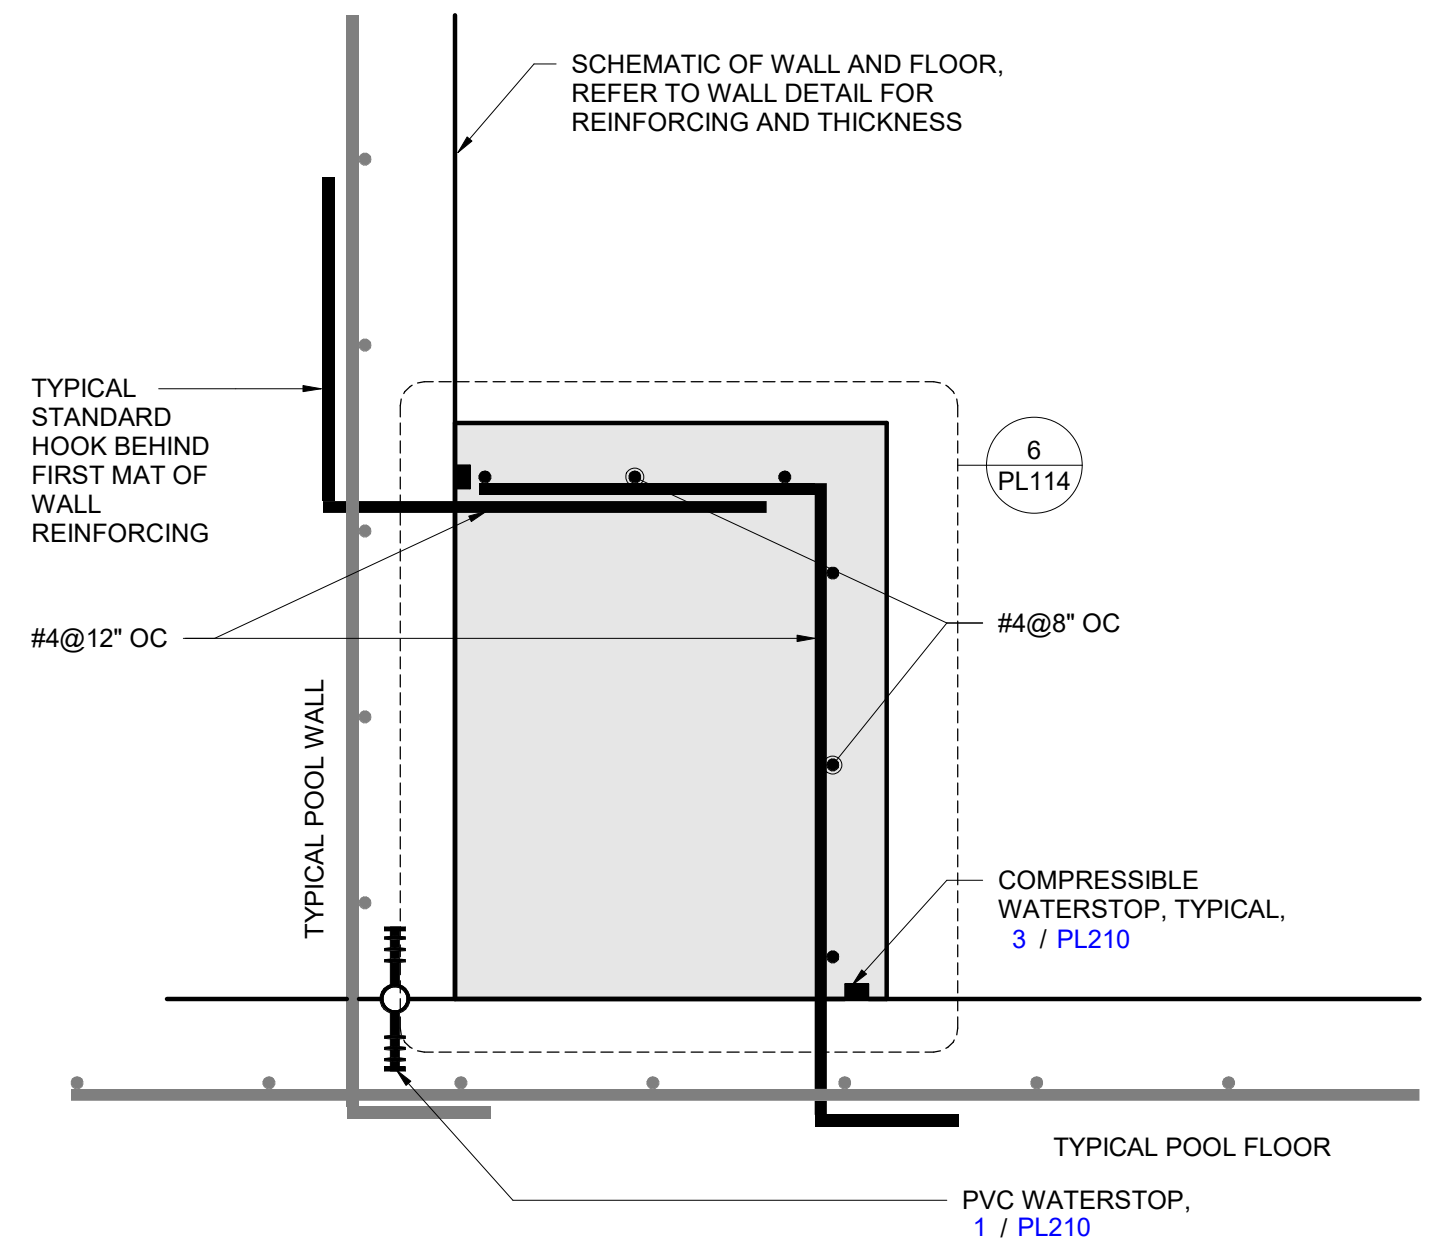 SCHEMATIC OF WALL AND FLOOR,
REFER TO WALL DETAIL FOR
REINFORCING AND THICKNESS
TYPICAL
STANDARD
HOOK BEHIND
FIRST MAT OF
WALL
REINFORCING
6
PL114
#4@12" OC
#4@8" OC
TYPICAL POOL WALL
COMPRESSIBLE
WATERSTOP, TYPICAL,
3 / PL210
TYPICAL POOL FLOOR
PVC WATERSTOP,
1 / PL210